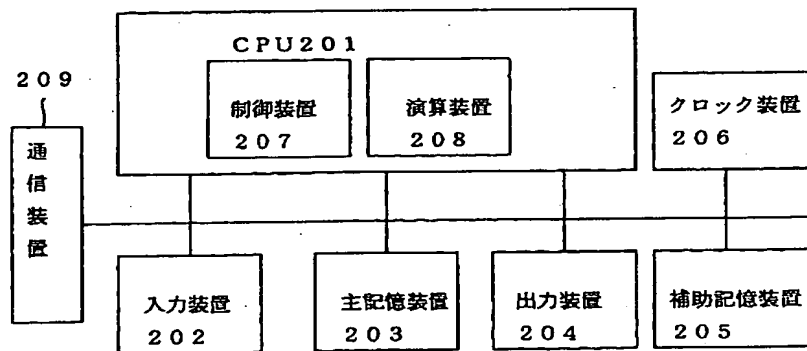 CPU201
209
制御装置
207
演算装置
208
クロック装置
206
通信装置
入力装置
202
主記憶装置
203
出力装置
204
補助記憶装置
205